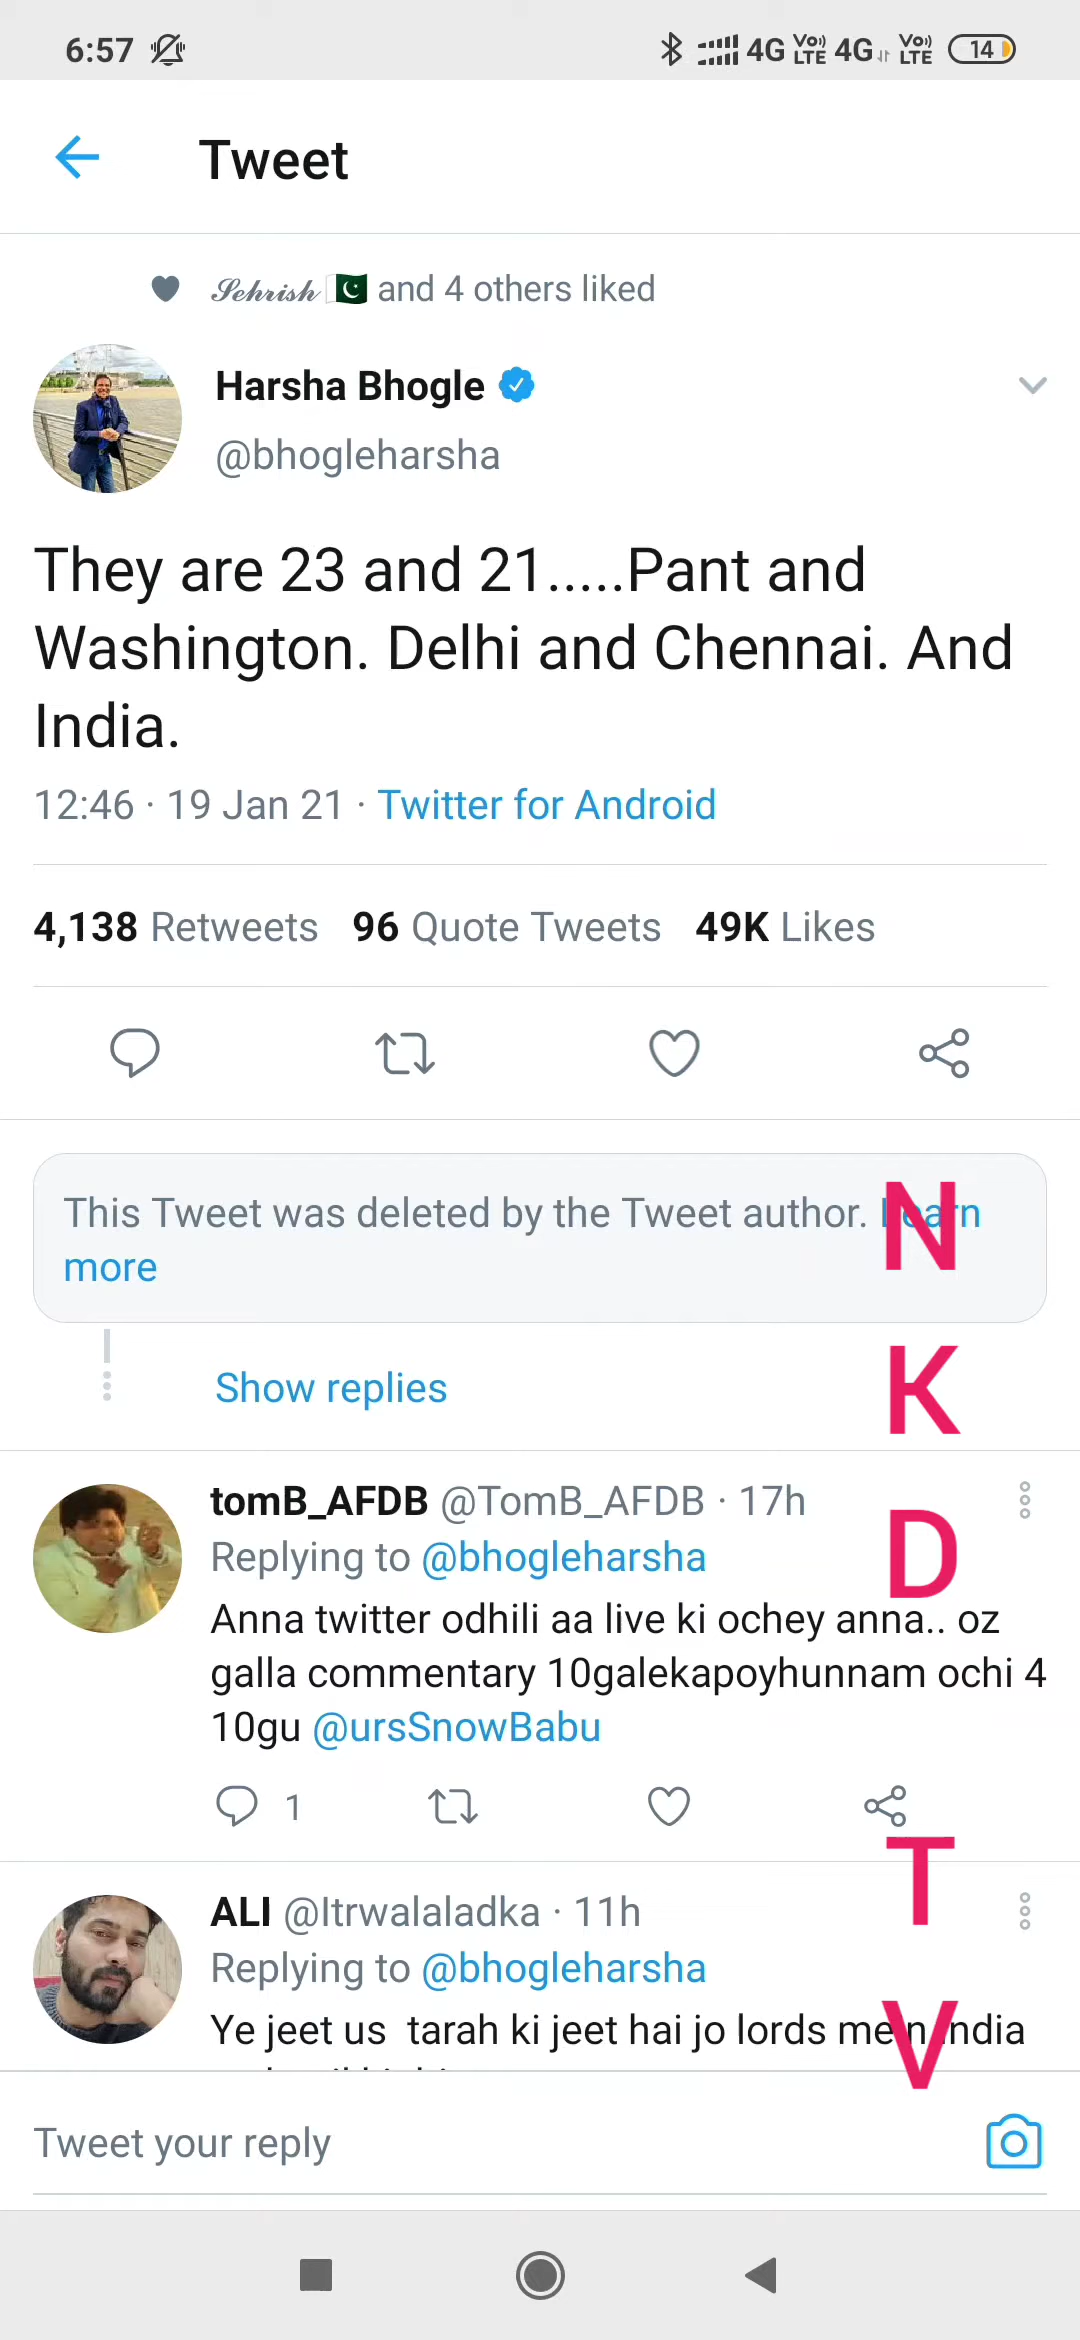 6:57 4G Vo)) LTE 4G Vo)) LTE 14
Tweet
𝒮𝑒𝒽𝓇𝒾𝓈𝒽 🇵🇰 and 4 others liked
Harsha Bhogle
@bhogleharsha
They are 23 and 21.....Pant and
Washington. Delhi and Chennai. And
India.
12:46 · 19 Jan 21 · Twitter for Android
4,138 Retweets 96 Quote Tweets 49K Likes
This Tweet was deleted by the Tweet author. Learn
more
N
Show replies
K
tomB_AFDB @TomB_AFDB · 17h
Replying to @bhogleharsha
D
Anna twitter odhili aa live ki ochey anna.. oz
galla commentary 10galekapoyhunnam ochi 4
10gu @ursSnowBabu
1
T
ALI @Itrwalaladka · 11h
Replying to @bhogleharsha
Ye jeet us tarah ki jeet hai jo lords mein India
V
Tweet your reply